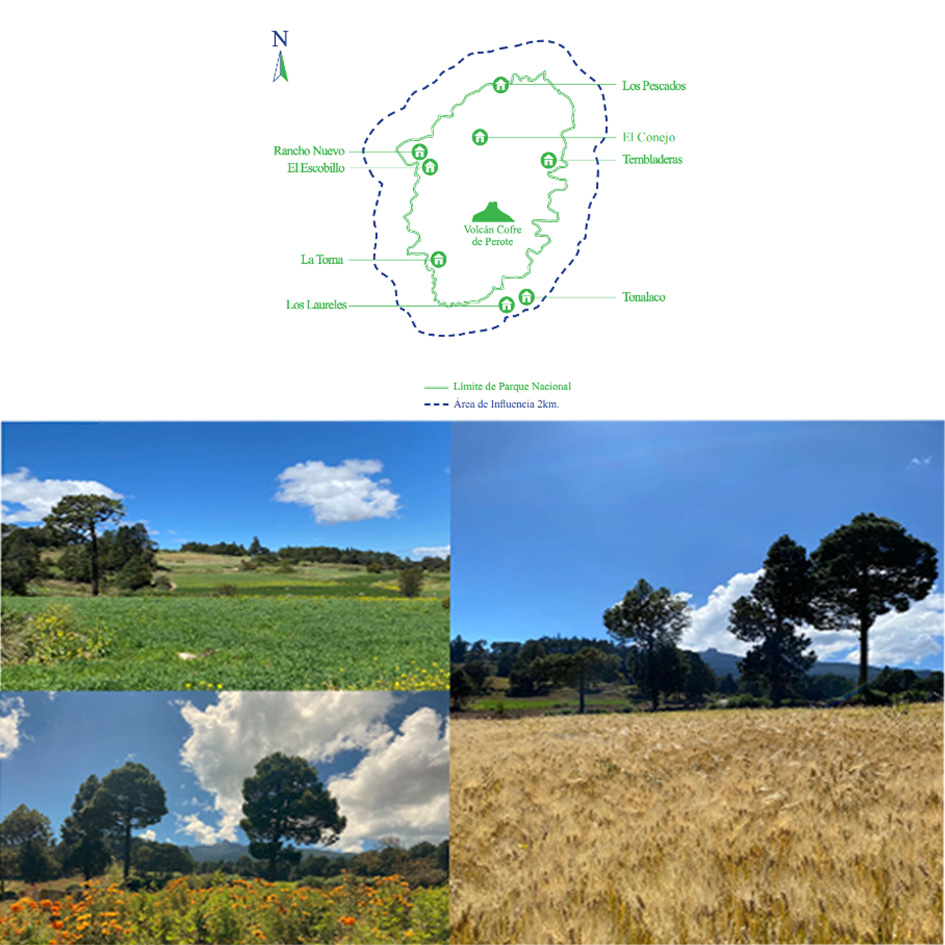 N
Los Pescados
El Conejo
Rancho Nuevo
Tembladeras
El Escobillo
Volcán Cofre
de Perote
La Toma
Tonalaco
Los Laureles
Límite de Parque Nacional
Área de Influencia 2km.